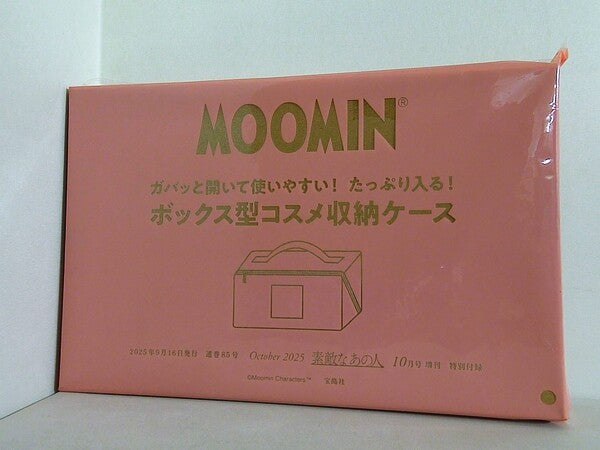 MOOMIN®
ガバッと開いて使いやすい! たっぷり入る!
ボックス型コスメ収納ケース
2025年9月16日発行 通巻85号 October 2025 素敵なあの人 10月号 増刊 特別付録
©Moomin Characters™ 宝島社